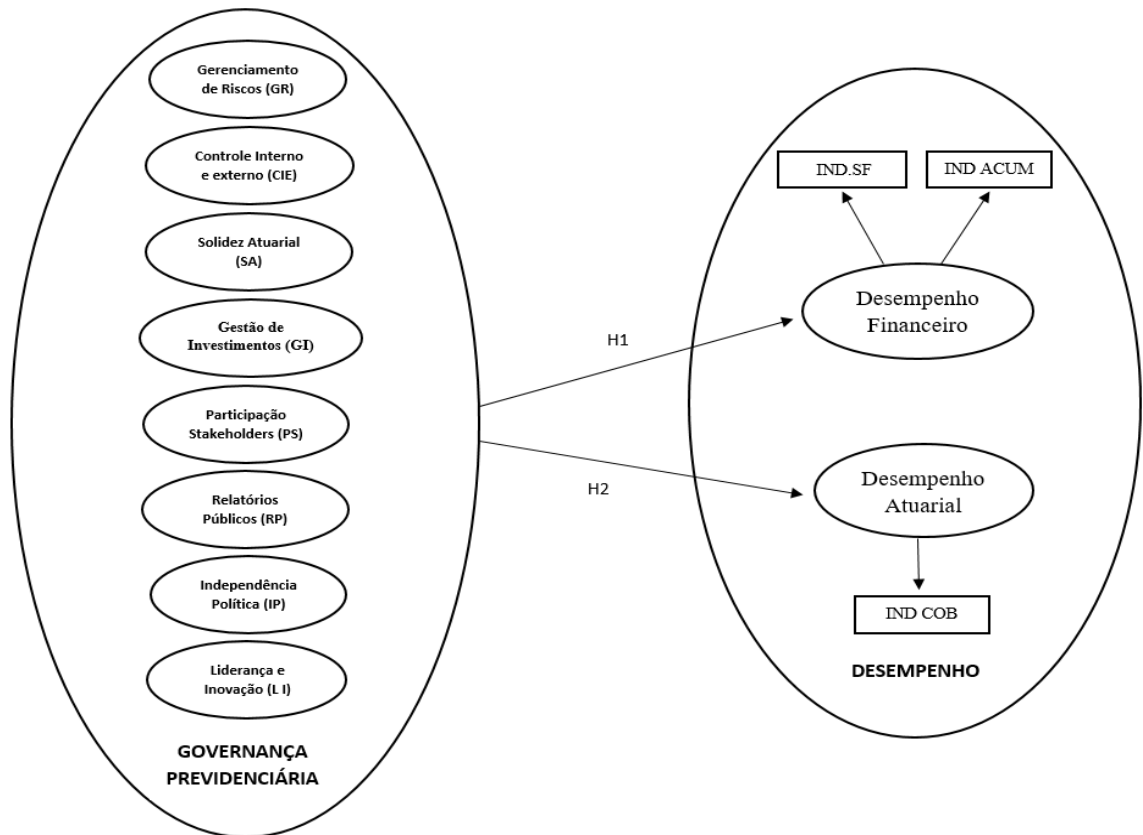 Gerenciamento
de Riscos (GR)
Controle Interno
e externo (CIE)
Solidez Atuarial
(SA)
Gestão de
Investimentos (GI)
Participação
Stakeholders (PS)
Relatórios
Públicos (RP)
Independência
Política (IP)
Liderança e
Inovação (L I)
GOVERNANÇA
PREVIDENCIÁRIA
H1
H2
IND.SF
IND ACUM
Desempenho
Financeiro
Desempenho
Atuarial
IND COB
DESEMPENHO